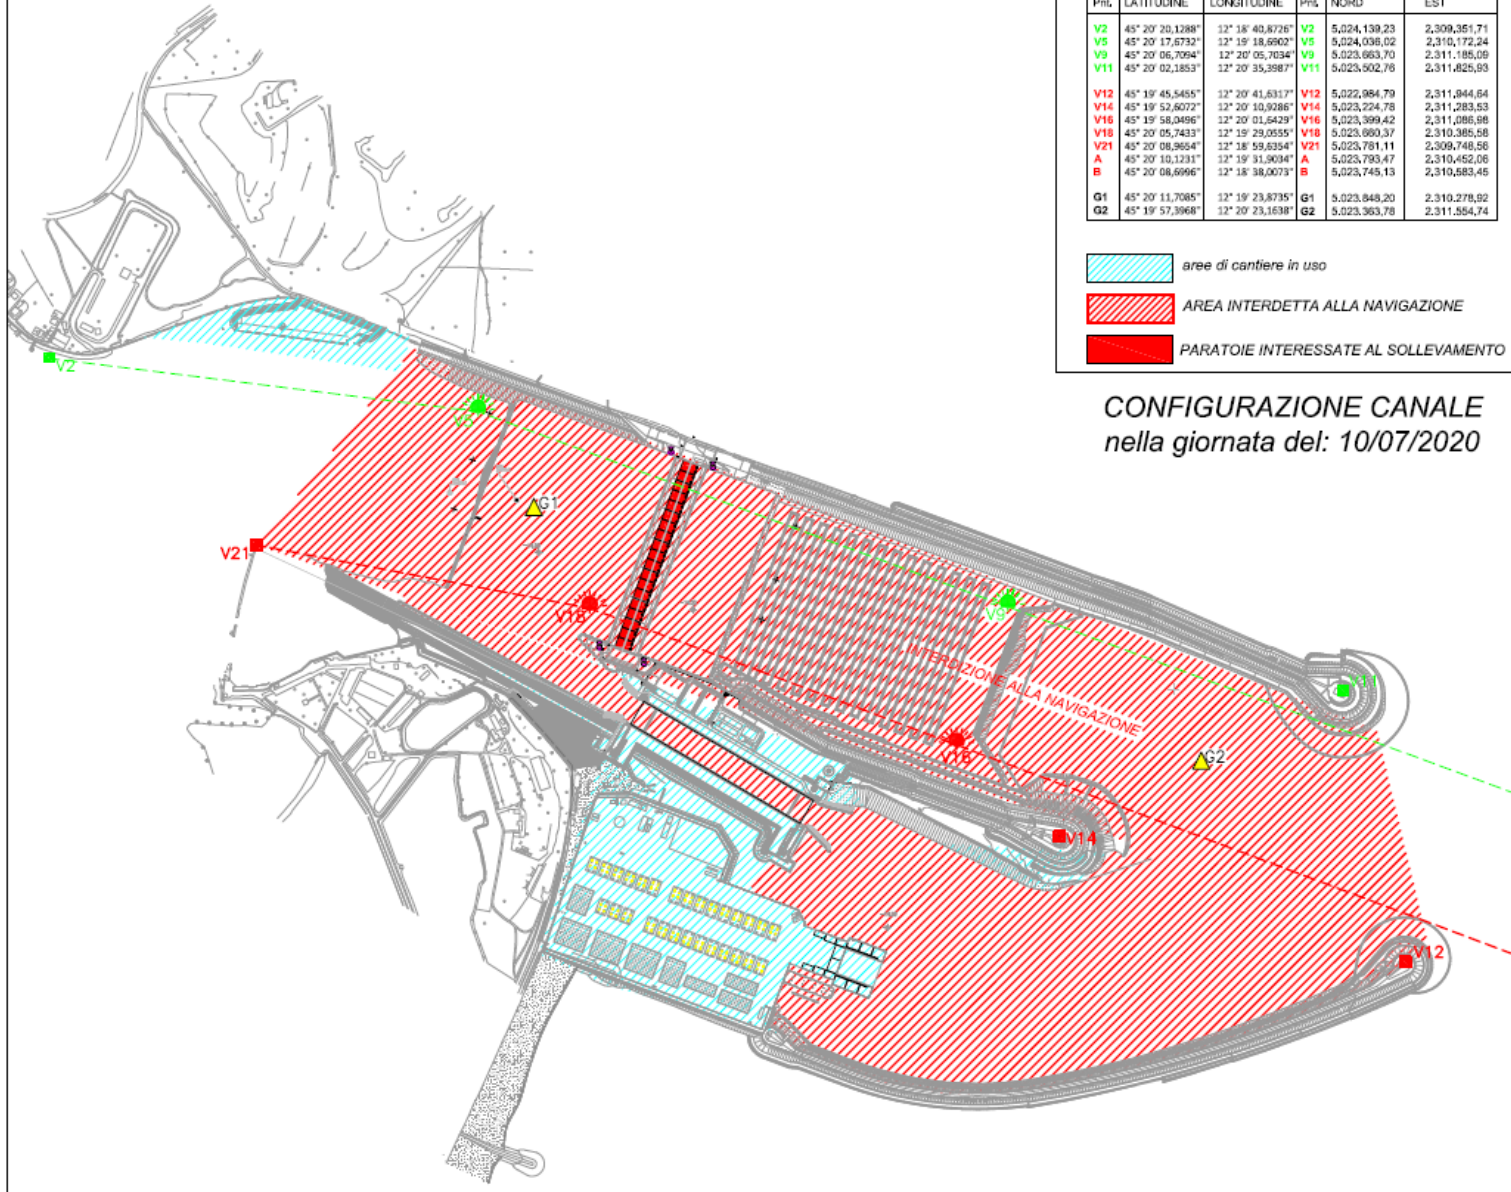 Pnt. LATITUDINE LONGITUDINE Pnt. NORD EST
V2 45° 20' 20,1288" 12° 18' 40,8726" V2 5.024,139,23 2.309,351,71
V5 45° 20' 17,6732" 12° 19' 18,6902" V5 5.024,036,02 2.310,172,24
V9 45° 20' 06,7094" 12° 20' 05,7034" V9 5.023.663,70 2.311.185,09
V11 45° 20' 02,1853" 12° 20' 35,3987" V11 5.023.502,76 2.311.825,93
V12 45° 19' 45,5455" 12° 20' 41,6317" V12 5.022,984,79 2.311,944,64
V14 45° 19' 52,6072" 12° 20' 10,9286" V14 5.023,224,78 2.311,283,53
V16 45° 19' 58,0496" 12° 20' 01,6429" V16 5.023,399,42 2.311,086,98
V18 45° 20' 05,7433" 12° 19' 29,0555" V18 5.023,660,37 2.310.385,58
V21 45° 20' 08,9654" 12° 18' 59,6354" V21 5.023,781,11 2.309,748,56
A 45° 20' 10,1231" 12° 19' 31,9034" A 5.023,793,47 2.310,452,06
B 45° 20' 08,6996" 12° 18' 38,0073" B 5.023,745,13 2.310,583,45
G1 45° 20' 11,7085" 12° 19' 23,8735" G1 5.023.848,20 2.310.278,92
G2 45° 19' 57,3968" 12° 20' 23,1638" G2 5.023.363,78 2.311.554,74
aree di cantiere in uso
AREA INTERDETTA ALLA NAVIGAZIONE
PARATOIE INTERESSATE AL SOLLEVAMENTO
CONFIGURAZIONE CANALE
nella giornata del: 10/07/2020
V2
V5
G1
V21
V18
V9
INTERDIZIONE ALLA NAVIGAZIONE
V11
V16
G2
V14
V12